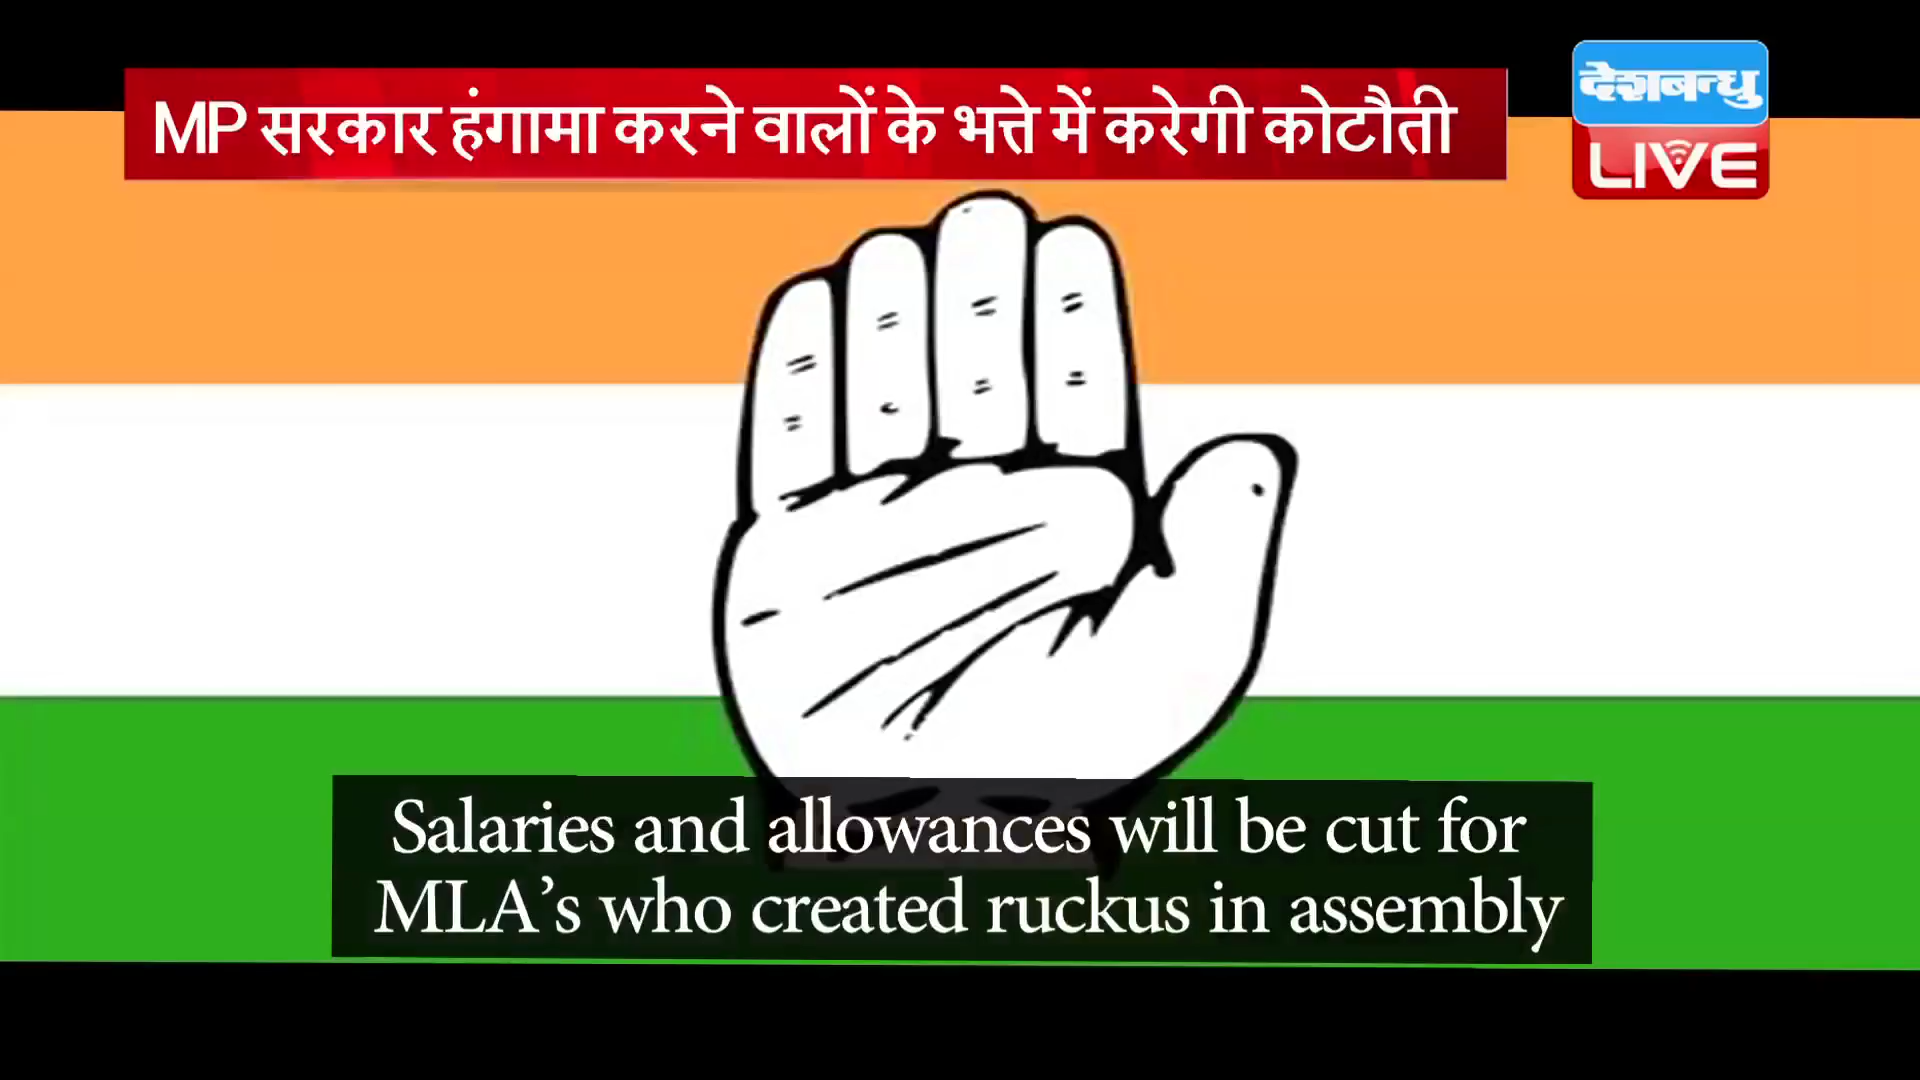 MP सरकार हंगामा करने वालों के भत्ते में करेगी कोटौती
देशबन्धु
LIVE
Salaries and allowances will be cut for
MLA’s who created ruckus in assembly